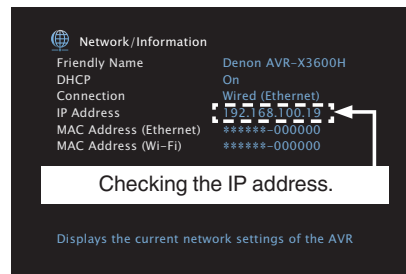 Network/Information
Friendly Name Denon AVR-X3600H
DHCP On
Connection Wired (Ethernet)
IP Address 192.168.100.19
MAC Address (Ethernet) ******-000000
MAC Address (Wi-Fi) ******-000000
Checking the IP address.
Displays the current network settings of the AVR